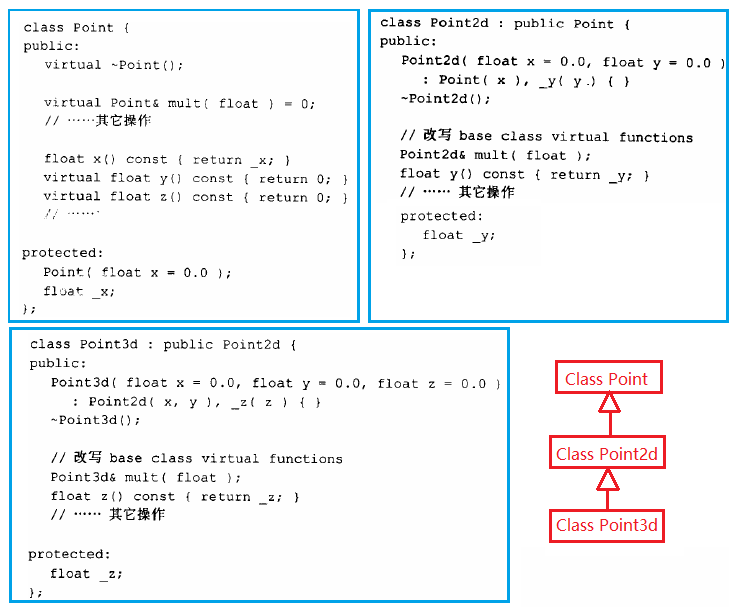 class Point {
public:
virtual ~Point();
virtual Point& mult( float ) = 0;
// ……其它操作
float x() const { return _x; }
virtual float y() const { return 0; }
virtual float z() const { return 0; }
// ……
protected:
Point( float x = 0.0 );
float _x;
};
class Point2d : public Point {
public:
Point2d( float x = 0.0, float y = 0.0 )
: Point( x ), _y( y ) { }
~Point2d();
// 改写 base class virtual functions
Point2d& mult( float );
float y() const { return _y; }
// …… 其它操作
protected:
float _y;
};
class Point3d : public Point2d {
public:
Point3d( float x = 0.0, float y = 0.0, float z = 0.0 )
: Point2d( x, y ), _z( z ) { }
~Point3d();
// 改写 base class virtual functions
Point3d& mult( float );
float z() const { return _z; }
// …… 其它操作
protected:
float _z;
};
Class Point
Class Point2d
Class Point3d